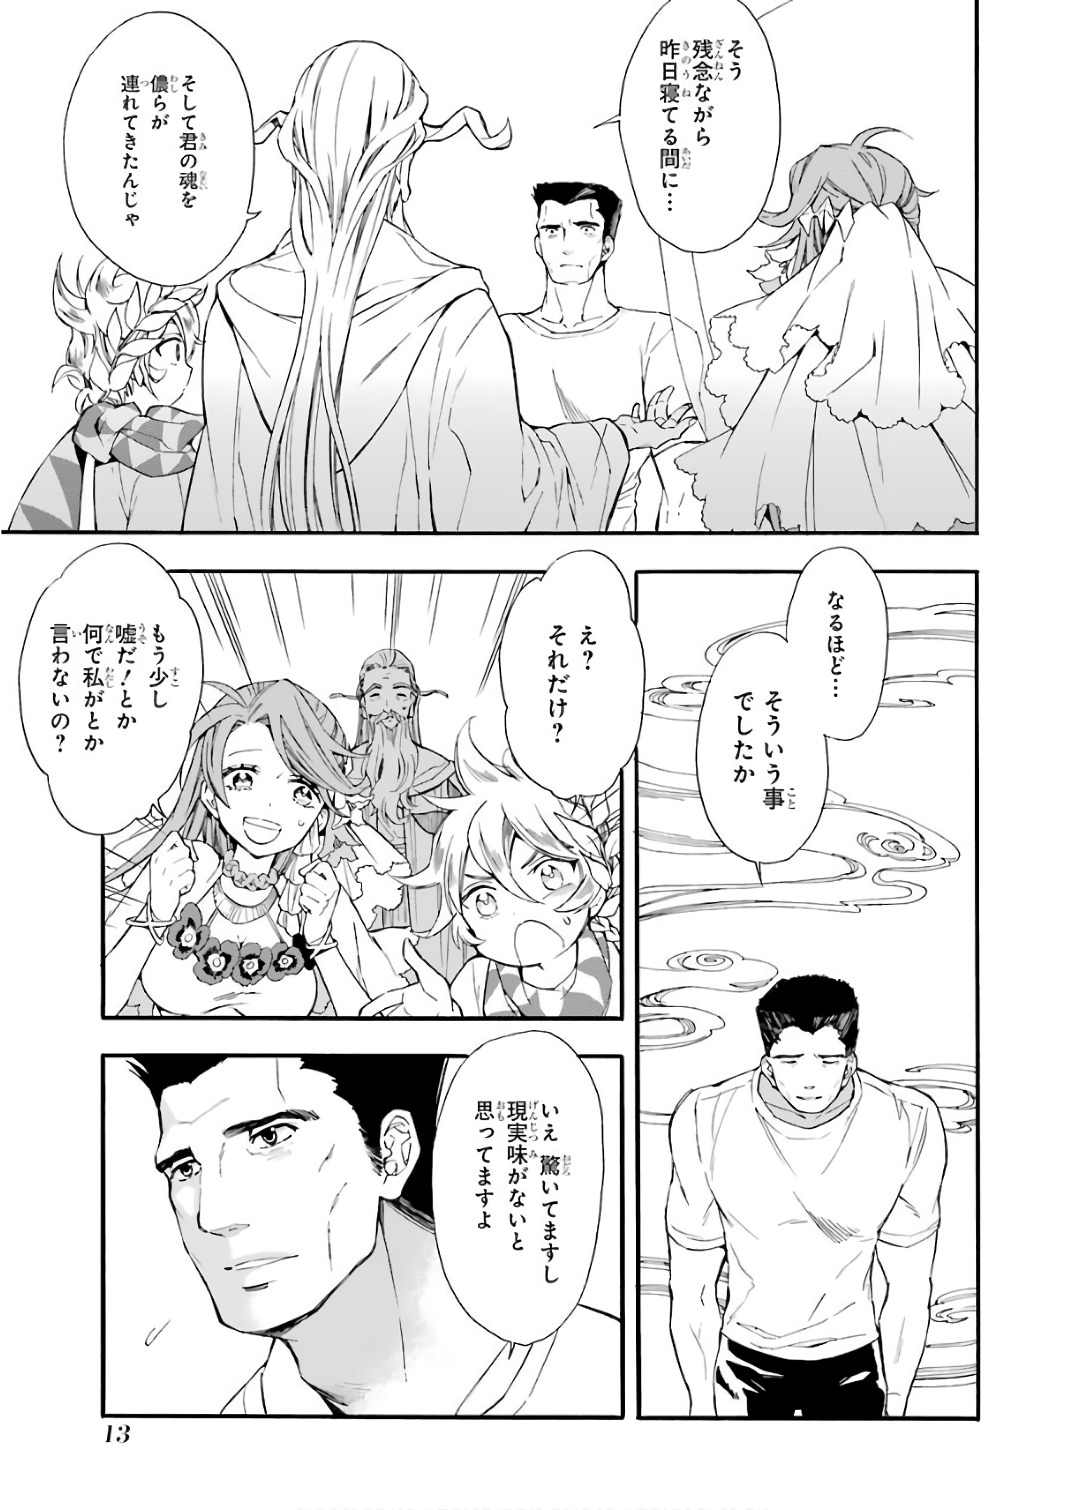 そう
残念ながら
昨日寝てる間に…
そして君の魂を
儂らが
連れてきたんじゃ
なるほど…
そういう事
でしたか
え？
それだけ？
もう少し
嘘だ！とか
何で私がとか
言わないの？
いえ 驚いてますし
現実味がないと
思ってますよ
13